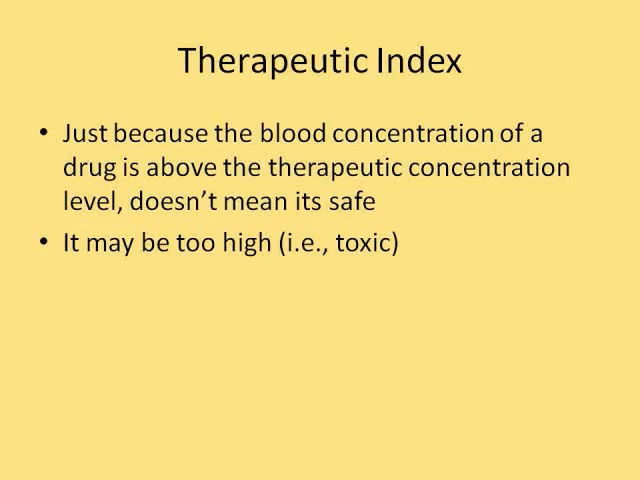 Therapeutic Index
• Just because the blood concentration of a
drug is above the therapeutic concentration
level, doesn’t mean its safe
• It may be too high (i.e., toxic)